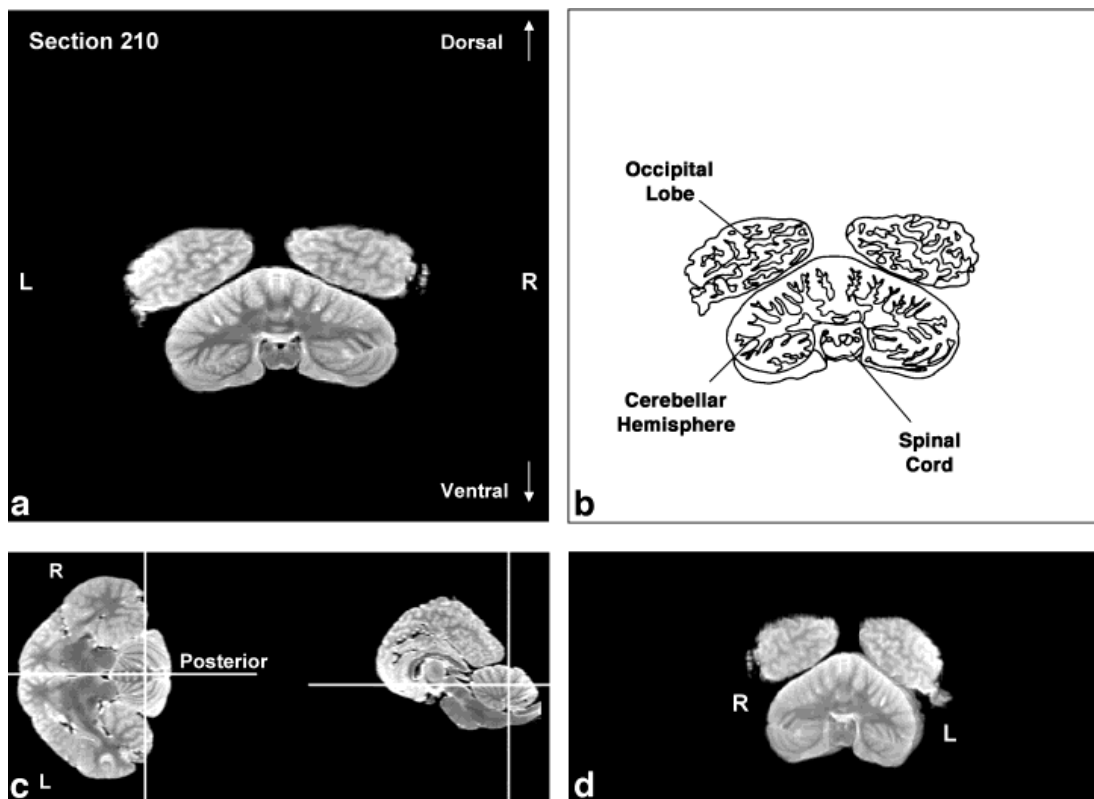 Section 210
Dorsal
L
R
Ventral
a
Occipital
Lobe
Cerebellar
Hemisphere
Spinal
Cord
b
R
Posterior
L
c
R
L
d